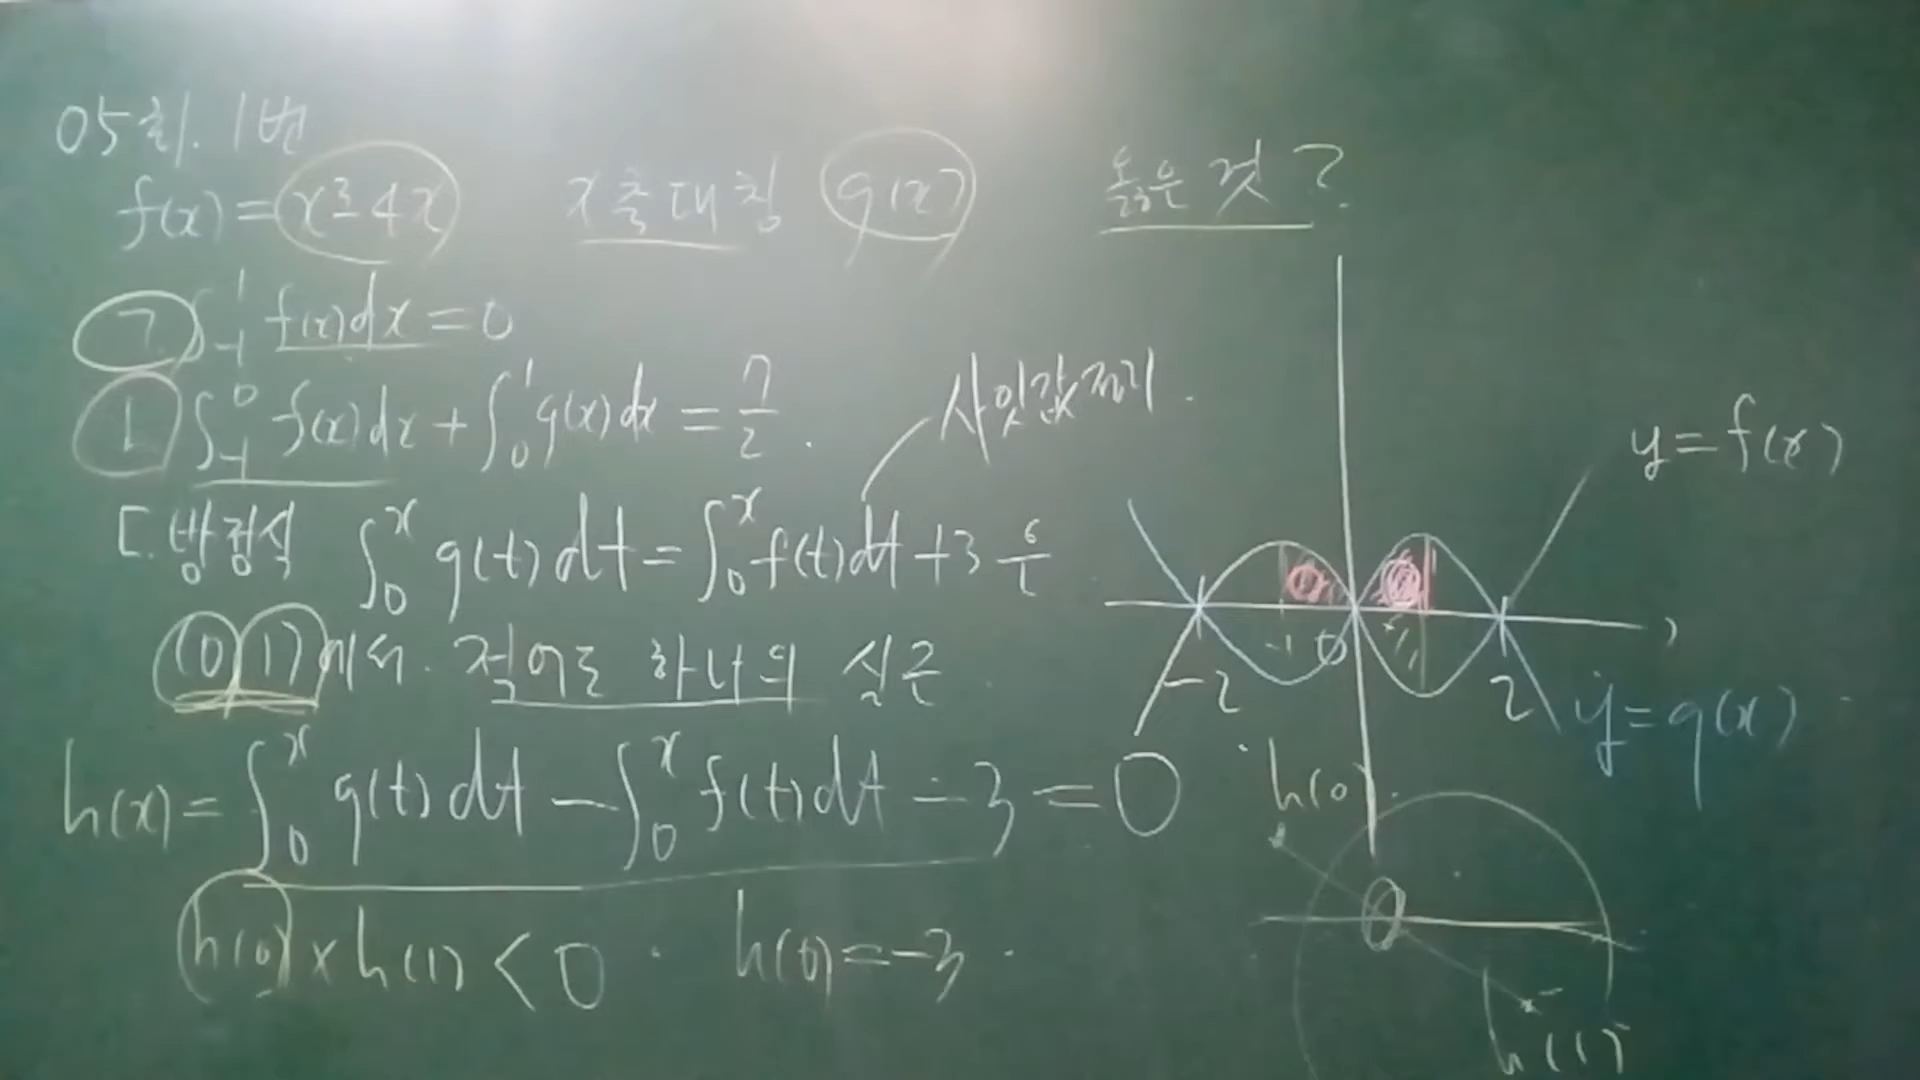 05회. 1번
f(x) = x³-4x   x축대칭 g(x)   옳은 것?
ㄱ. ∫₋₁¹ f(x)dx = 0
ㄴ. ∫₋₁⁰ f(x)dx + ∫₀¹ g(x)dx = 7/2.
사잇값정리.
ㄷ. 방정식 ∫₀ˣ g(t)dt = ∫₀ˣ f(t)dt + 3
(0, 1)에서. 적어도 하나의 실근
h(x) = ∫₀ˣ g(t)dt - ∫₀ˣ f(t)dt - 3 = 0
h(0) × h(1) < 0. h(0) = -3.
y = f(x)
-2 -1 0 1 2
y = g(x)
h(0).
h(1)